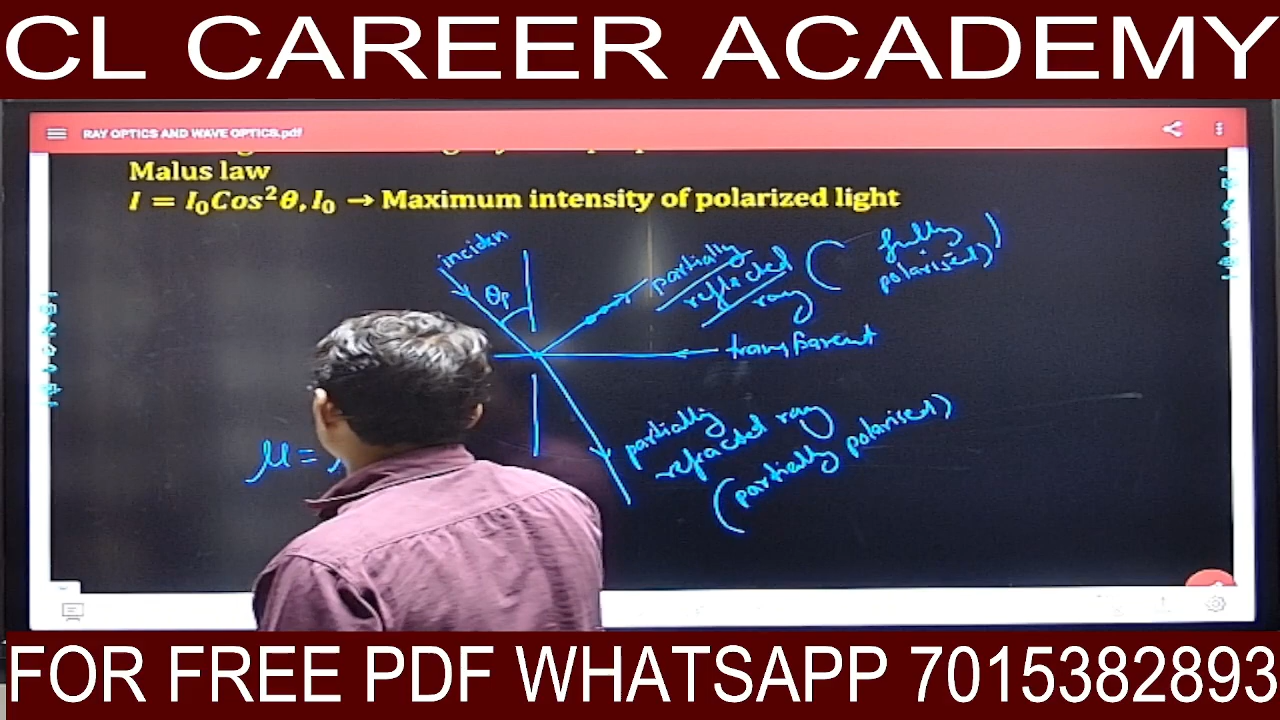 CL CAREER ACADEMY
RAY OPTICS AND WAVE OPTICS.pdf
Malus law
I = I₀Cos²θ, I₀ → Maximum intensity of polarized light
inciden
θp
partially
reflected
ray
( fully
polarised)
transparent
partially
refracted ray
(partially polarised)
μ =
FOR FREE PDF WHATSAPP 7015382893